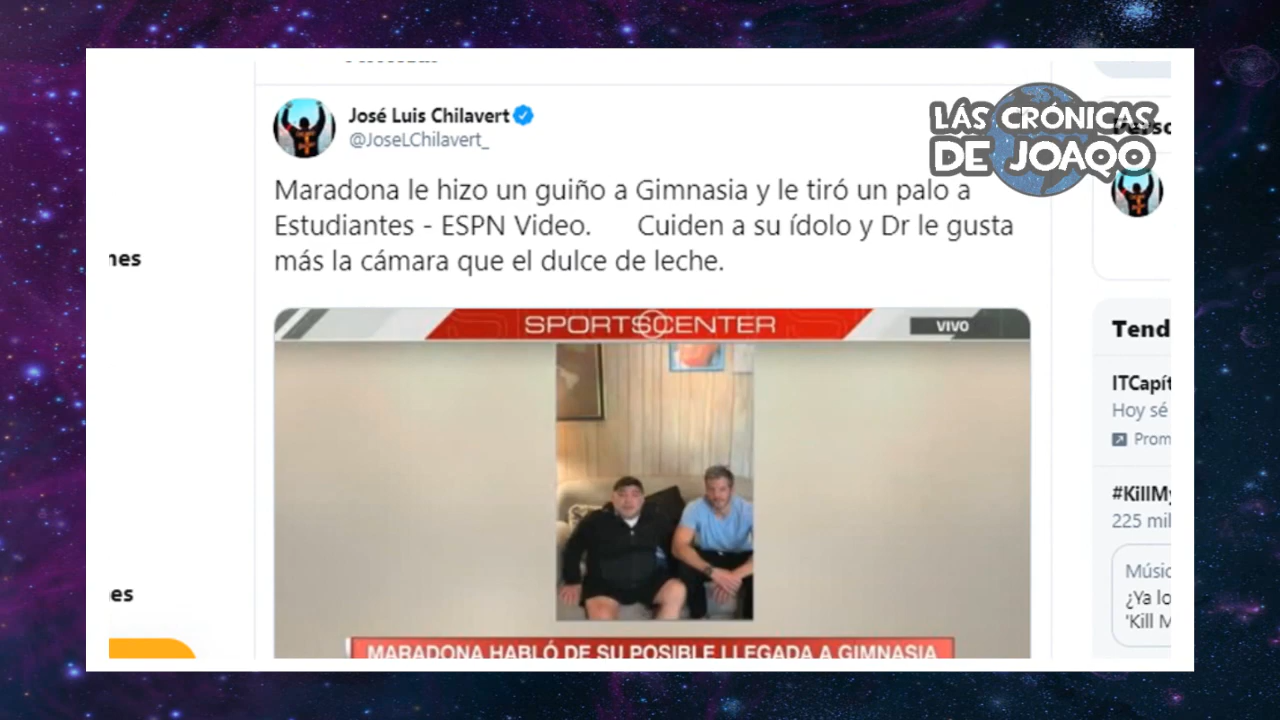 José Luis Chilavert
@JoseLChilavert_
Maradona le hizo un guiño a Gimnasia y le tiró un palo a
Estudiantes - ESPN Video. Cuiden a su ídolo y Dr le gusta
más la cámara que el dulce de leche.
SPORTSCENTER
VIVO
MARADONA HABLÓ DE SU POSIBLE LLEGADA A GIMNASIA
LÁS CRÓNICAS
DE JOAQO
nes
es
Tend
ITCapít
Hoy sé
Prom
#KillMy
225 mil
Músic
¿Ya lo
'Kill M